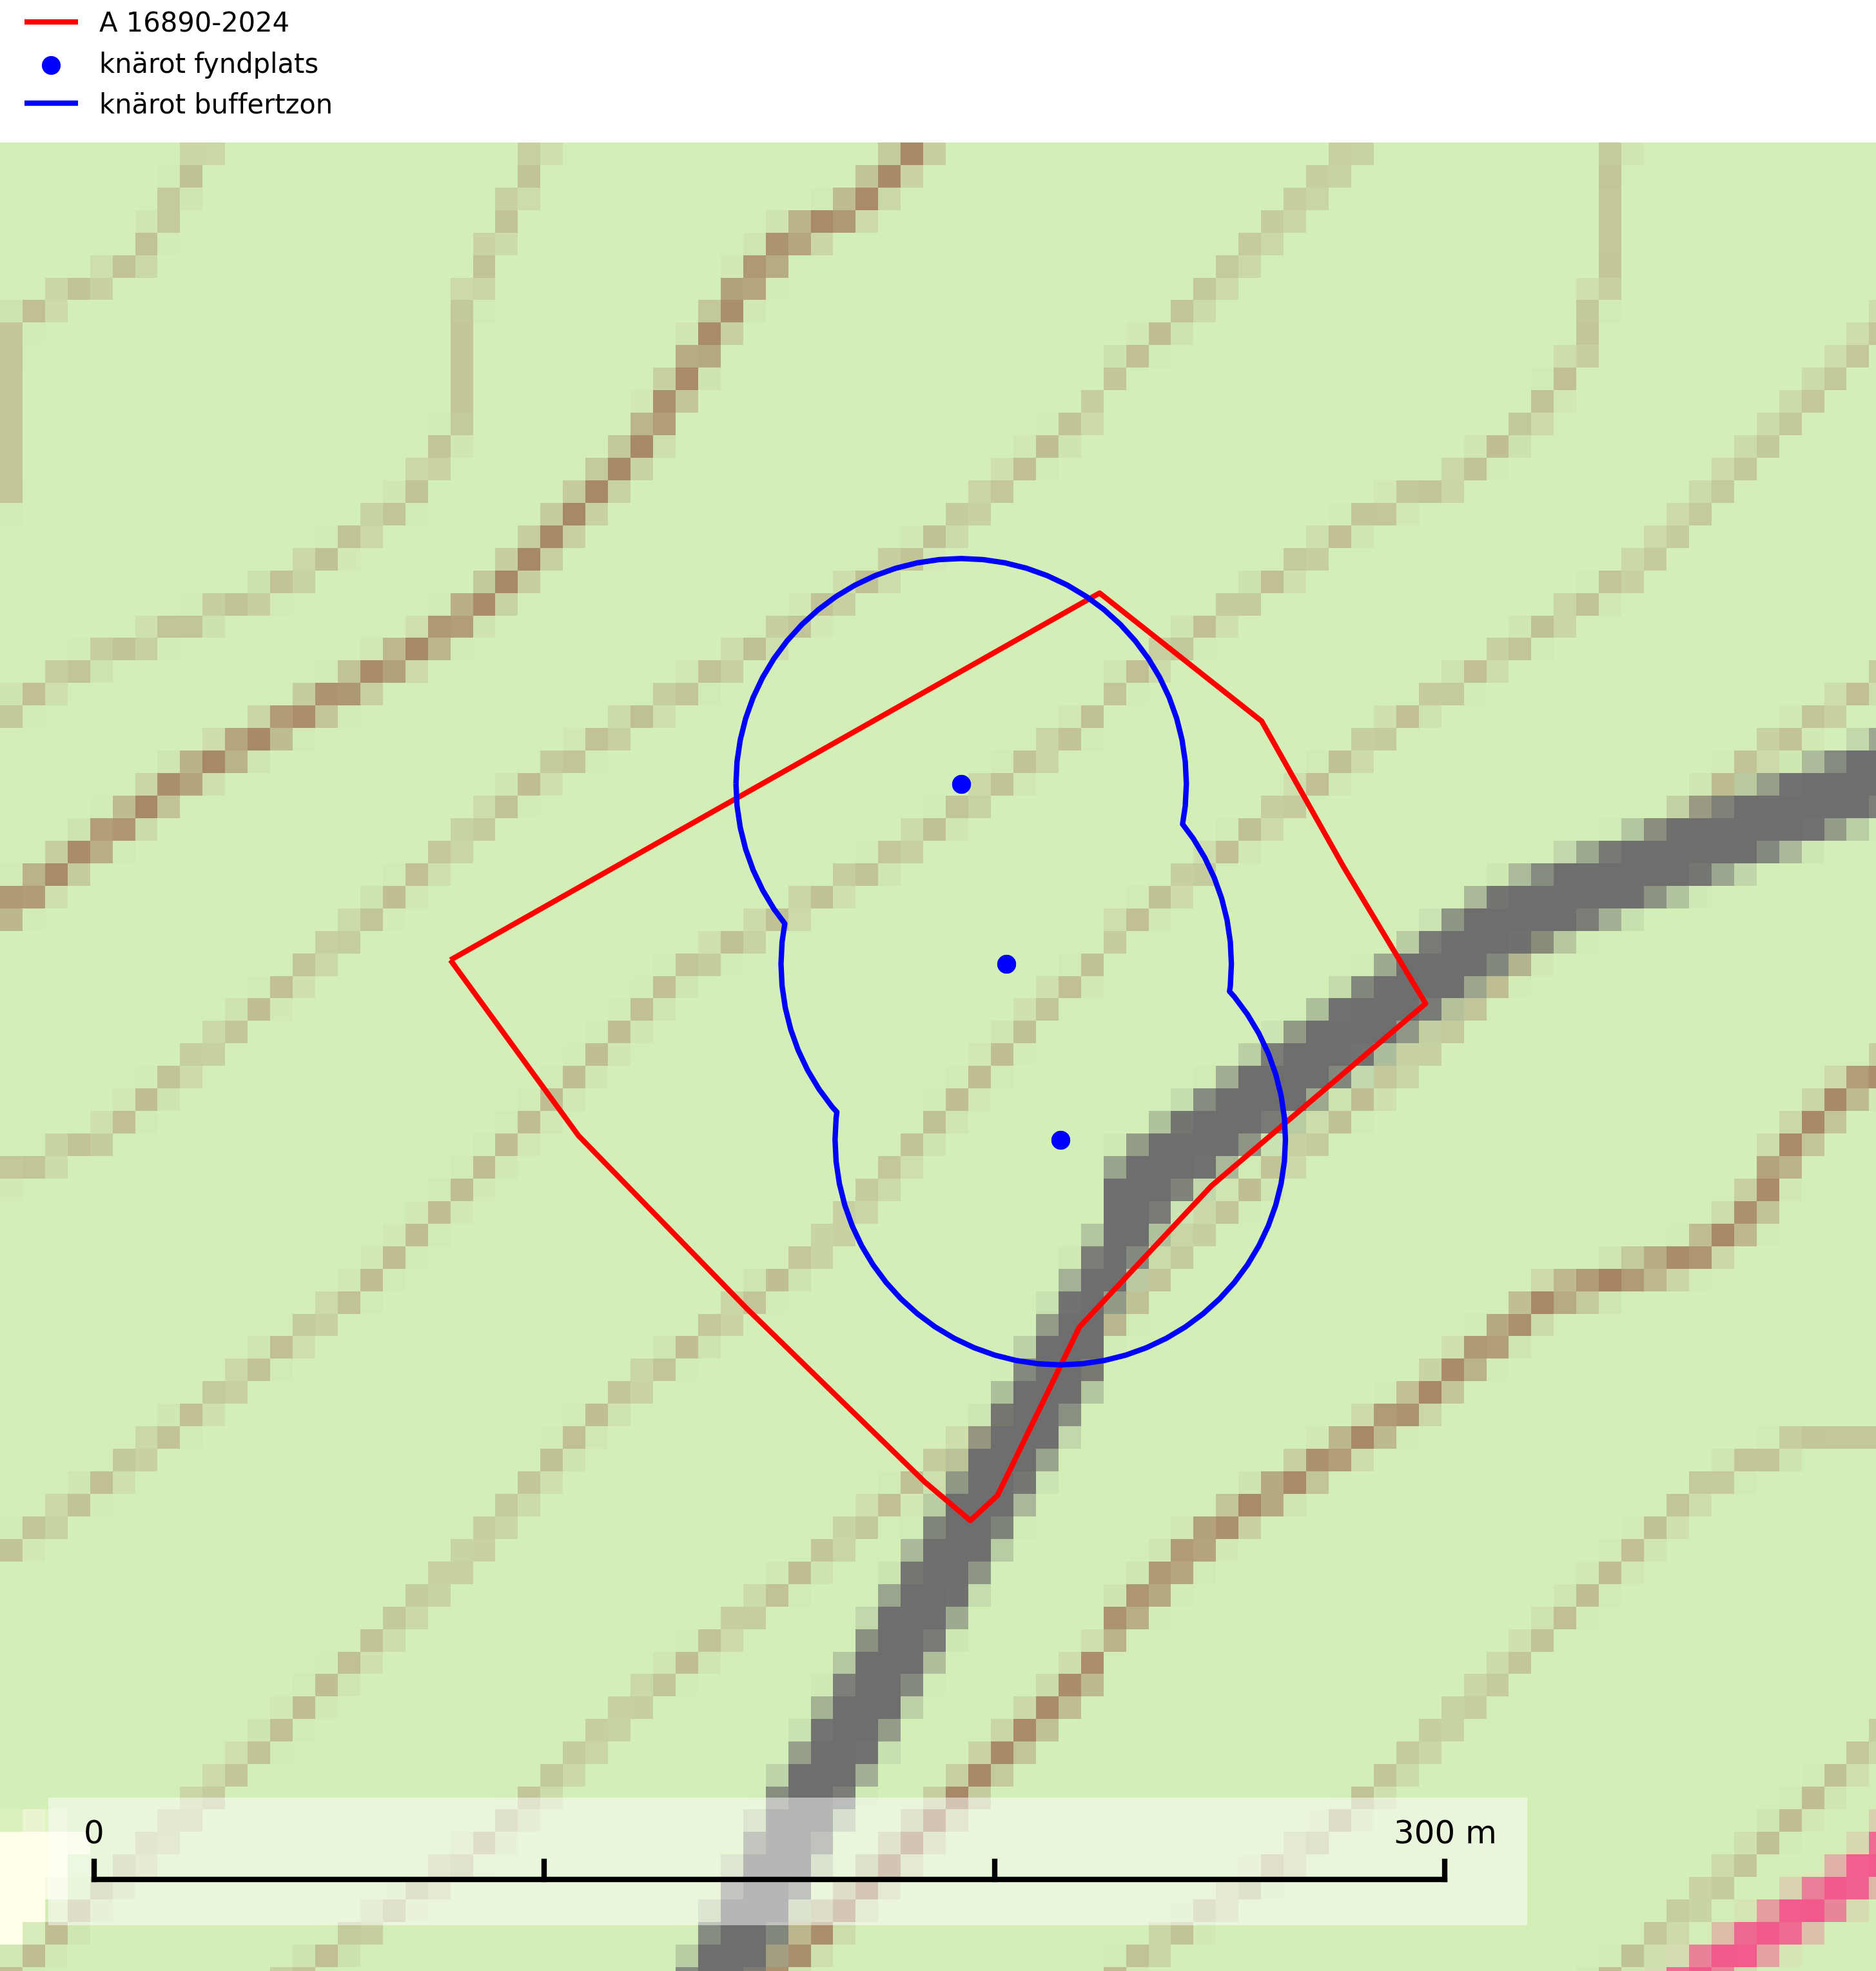 A 16890-2024
knärot fyndplats
knärot buffertzon
0 300 m